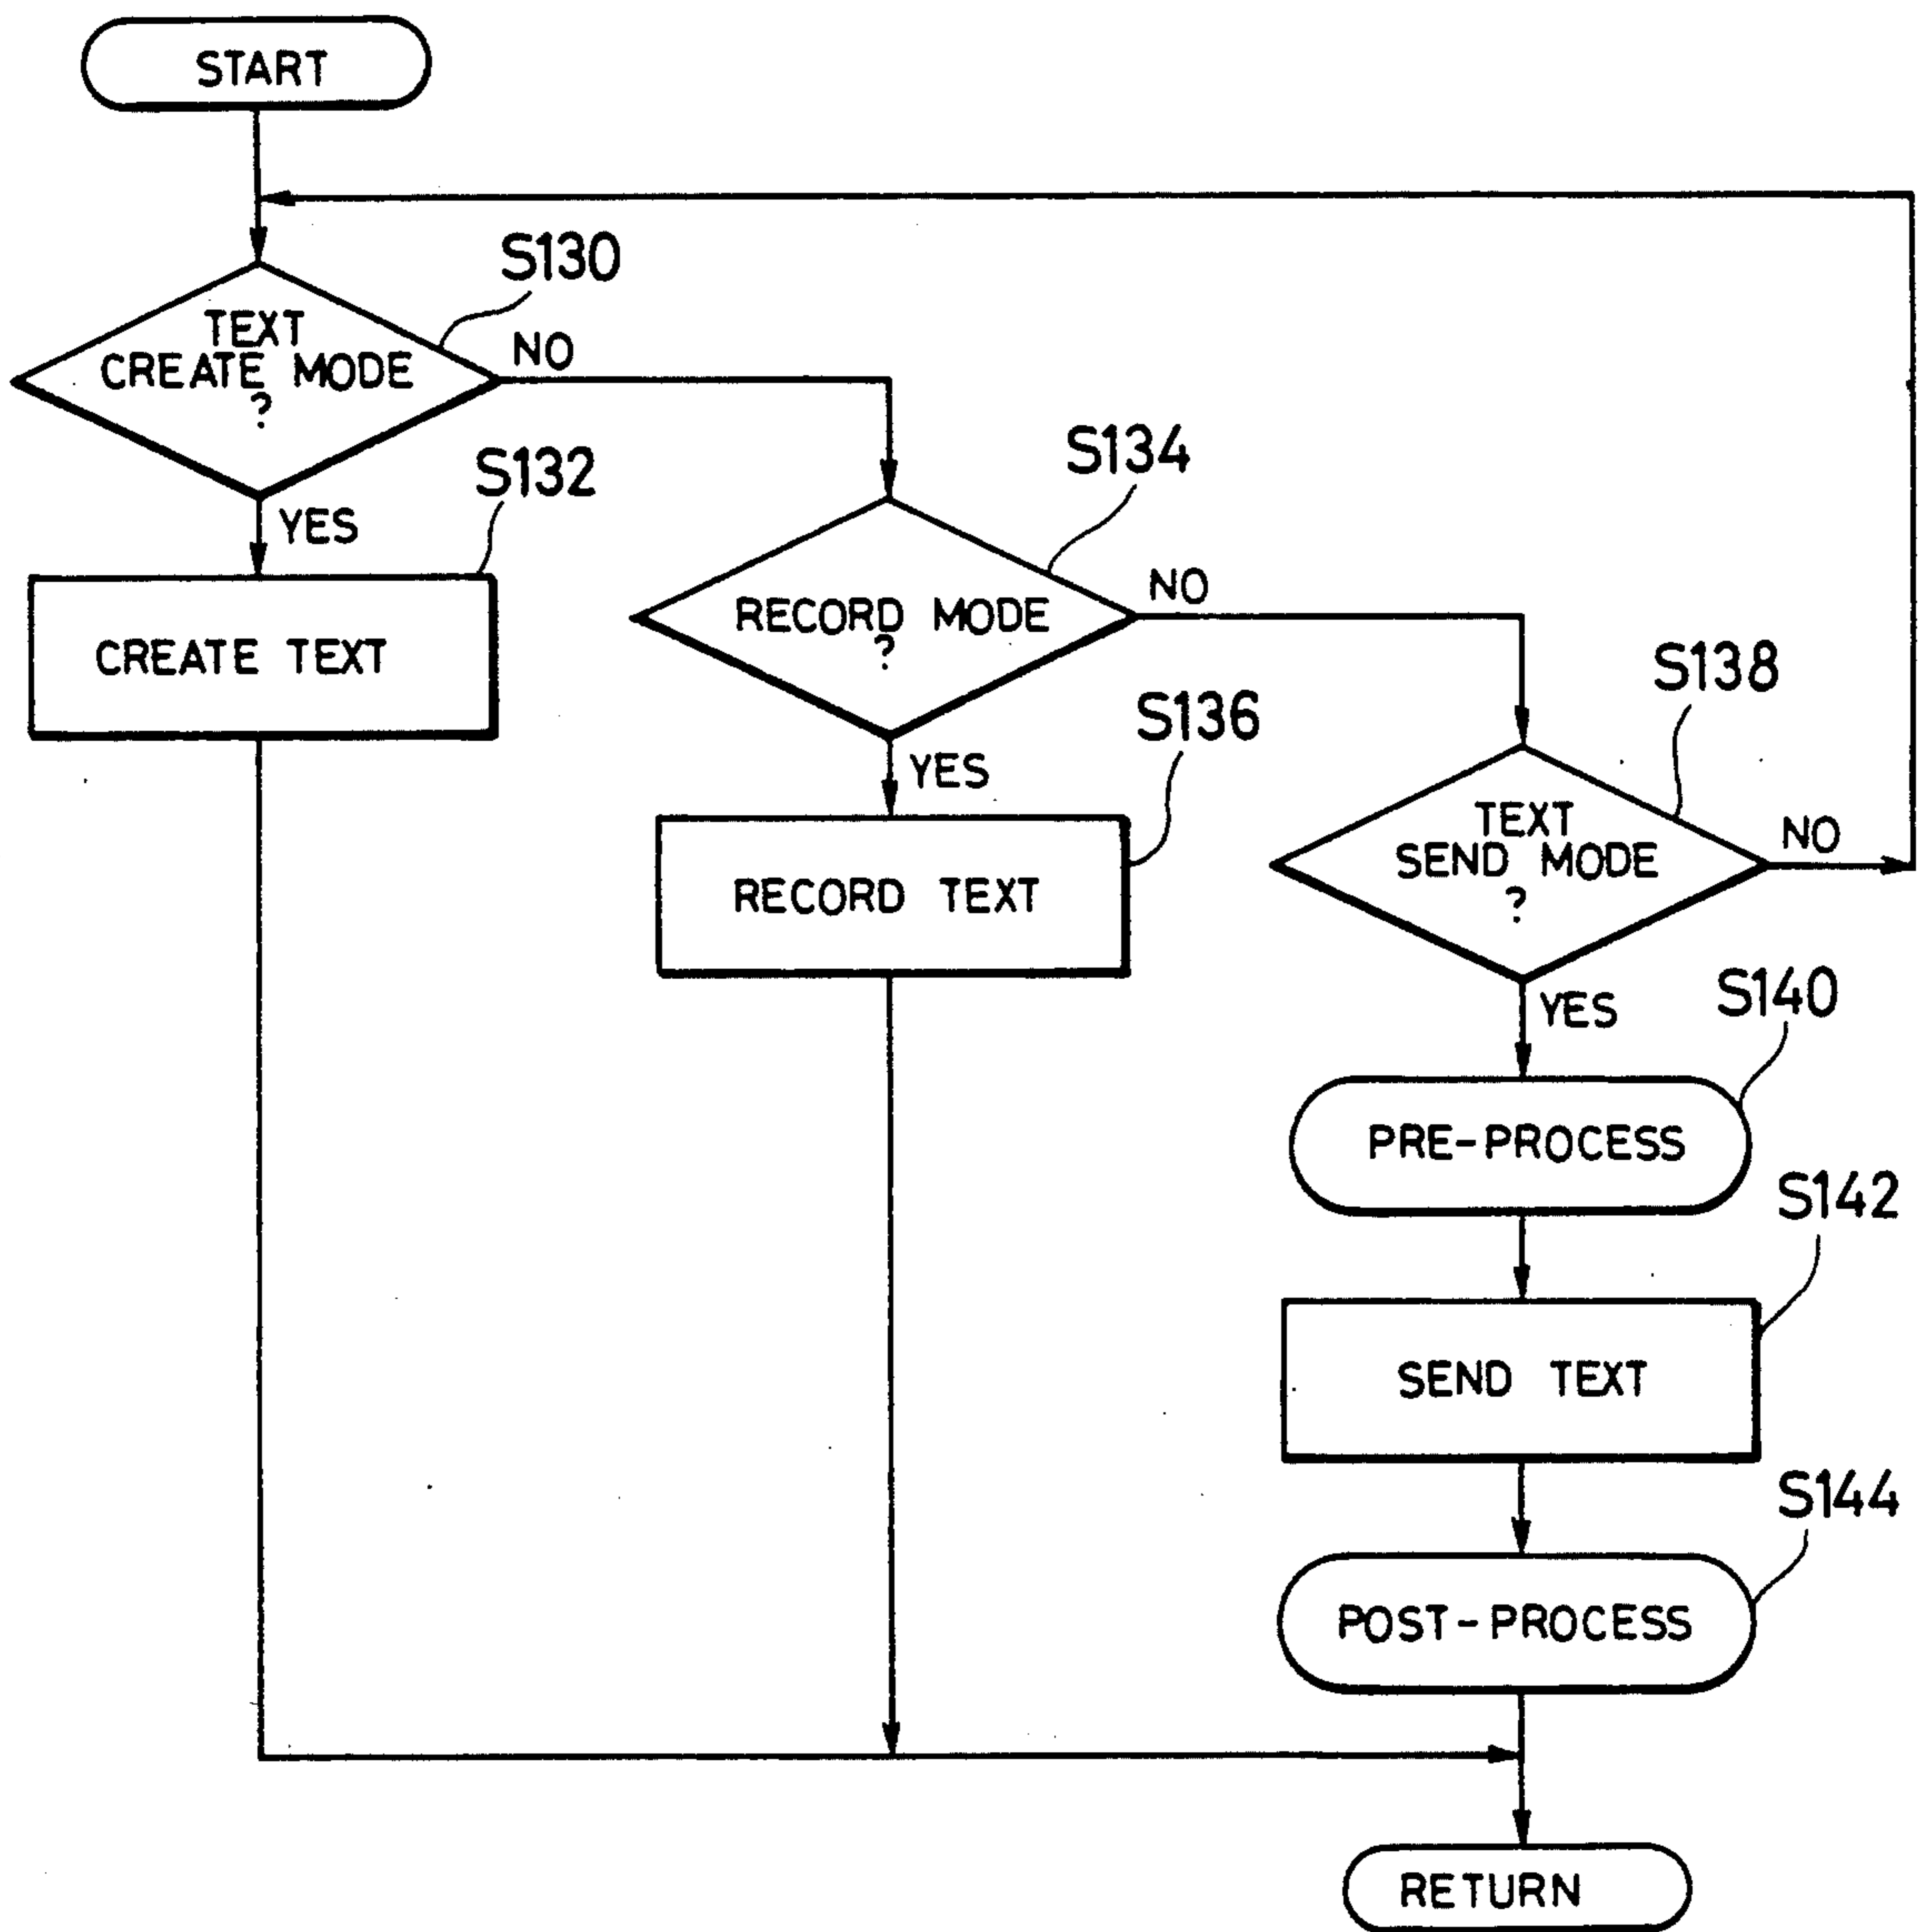 START
S130
TEXT
CREATE MODE
?
NO
YES
S132
CREATE TEXT
S134
RECORD MODE
?
NO
YES
S136
RECORD TEXT
S138
TEXT
SEND MODE
?
NO
YES
S140
PRE-PROCESS
S142
SEND TEXT
S144
POST-PROCESS
RETURN